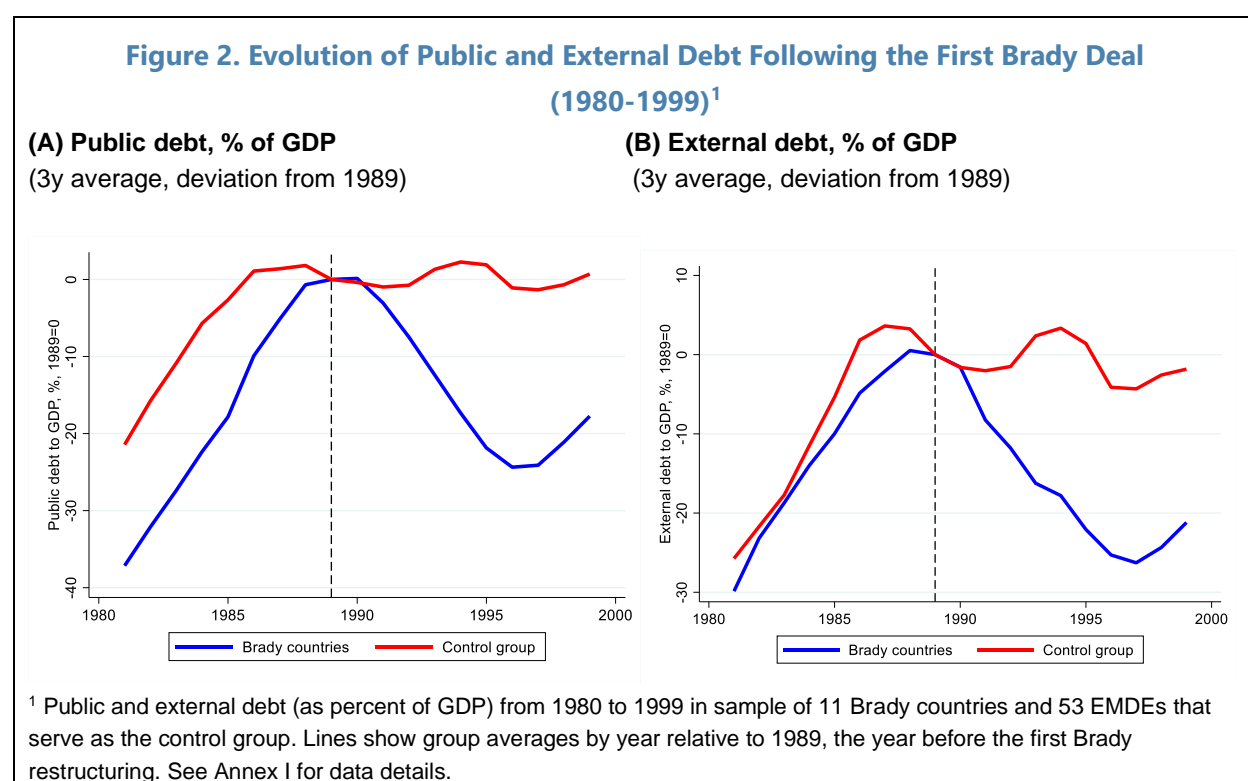 Figure 2. Evolution of Public and External Debt Following the First Brady Deal
(1980-1999)1
(A) Public debt, % of GDP
(3y average, deviation from 1989)
(B) External debt, % of GDP
(3y average, deviation from 1989)
Public debt to GDP, %, 1989=0
0
-10
-20
-30
-40
1980 1985 1990 1995 2000
Brady countries Control group
External debt to GDP, %, 1989=0
10
0
-10
-20
-30
1980 1985 1990 1995 2000
Brady countries Control group
1 Public and external debt (as percent of GDP) from 1980 to 1999 in sample of 11 Brady countries and 53 EMDEs that
serve as the control group. Lines show group averages by year relative to 1989, the year before the first Brady
restructuring. See Annex I for data details.